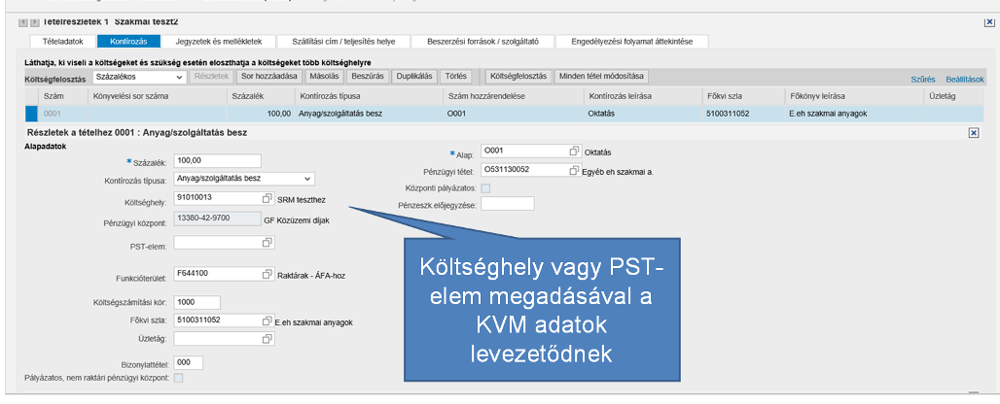 Tételrészletek 1 Szakmai teszt2
Tételadatok Kontírozás Jegyzetek és mellékletek Szállítási cím / teljesítés helye Beszerzési források / szolgáltató Engedélyezési folyamat áttekintése
Láthatja, ki viseli a költségeket és szükség esetén eloszthatja a költségeket több költséghelyre
Költségfelosztás Százalékos Részletek Sor hozzáadása Másolás Beszúrás Duplikálás Törlés Költségfelosztás Minden tétel módosítása Szűrés Beállítások
Szám Könyvelési sor száma Százalék Kontírozás típusa Szám hozzárendelése Kontírozás leírása Főkvi szla Főkönyv leírása Üzletág
0001 100,00 Anyag/szolgáltatás besz O001 Oktatás 5100311052 E.eh szakmai anyagok
Részletek a tételhez 0001 : Anyag/szolgáltatás besz
Alapadatok
* Százalék: 100,00 * Alap: O001 Oktatás
Kontírozás típusa: Anyag/szolgáltatás besz Pénzügyi tétel: O531130052 Egyéb eh szakmai a.
Központi pályázatos:
Költséghely: 91010013 SRM teszthez Pénzeszk.előjegyzése:
Pénzügyi központ: 13380-42-9700 GF Közüzemi díjak
PST-elem:
Funkcióterület: F644100 Raktárak - ÁFA-hoz
Költségszámítási kör: 1000
Főkvi szla: 5100311052 E.eh szakmai anyagok
Üzletág:
Bizonylattétel: 000
Pályázatos, nem raktári pénzügyi központ:
Költséghely vagy PST-
elem megadásával a
KVM adatok
levezetődnek